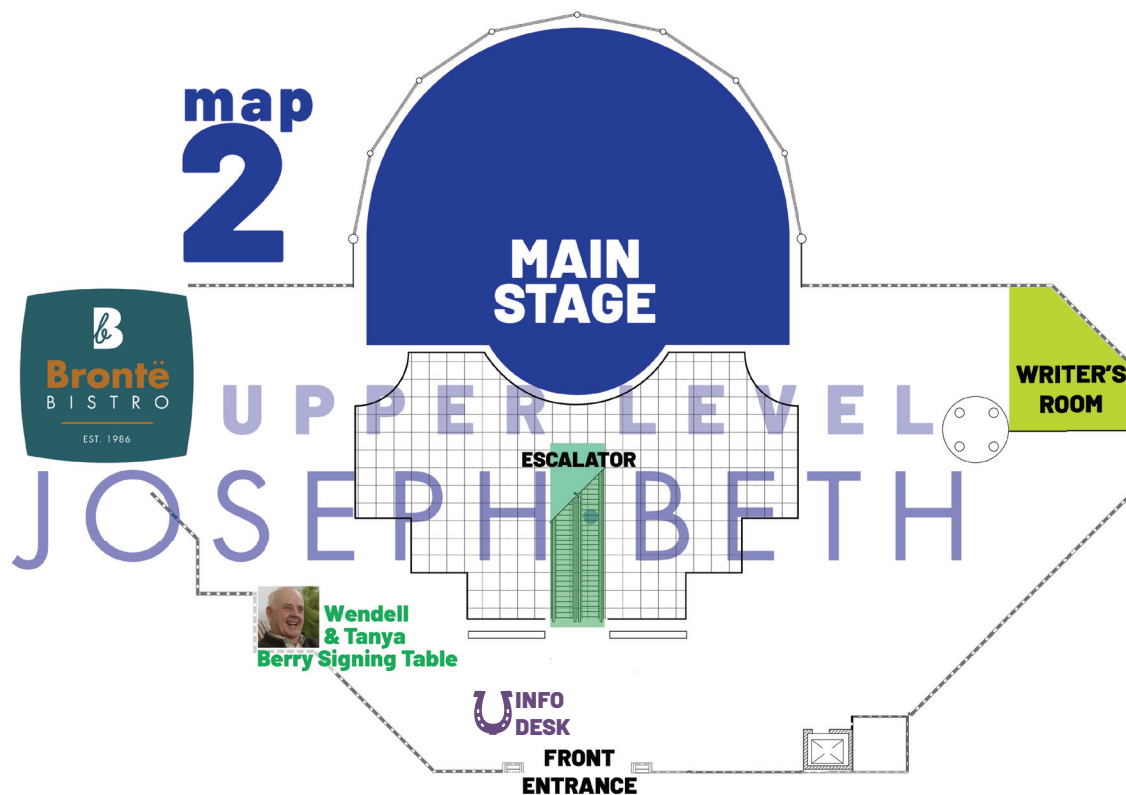 map
2
MAIN
STAGE
b
B
Brontë
BISTRO
EST. 1986
WRITER'S
ROOM
UPPER LEVEL
ESCALATOR
JOSEPH BETH
Wendell
& Tanya
Berry Signing Table
INFO
DESK
FRONT
ENTRANCE